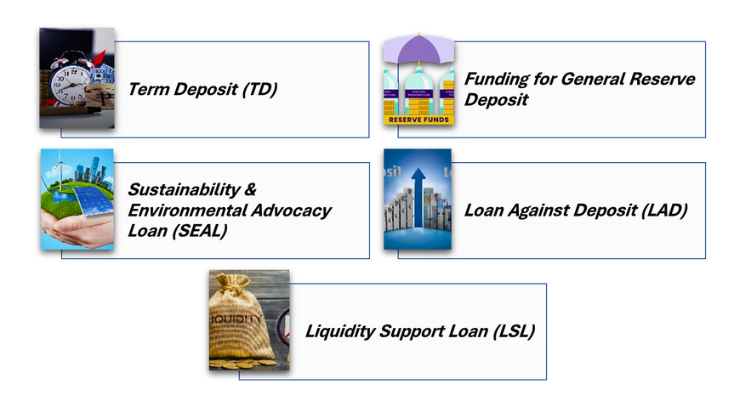 Term Deposit (TD)
Funding for General Reserve
Deposit
RESERVE FUNDS
Sustainability &
Environmental Advocacy
Loan (SEAL)
Loan Against Deposit (LAD)
LIQUIDITY
Liquidity Support Loan (LSL)